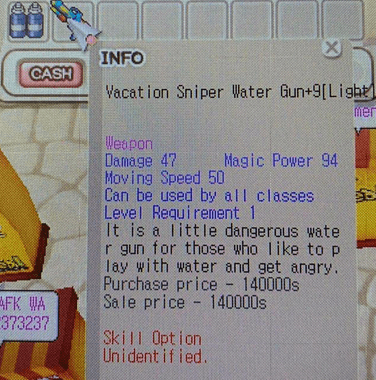 INFO
CASH
Vacation Sniper Water Gun+9[Light]
Weapon
Damage 47 Magic Power 94
Moving Speed 50
Can be used by all classes
Level Requirement 1
It is a little dangerous wate
r gun for those who like to p
lay with water and get angry.
Purchase price - 140000s
Sale price - 140000s
AFK WA
373237
Skill Option
Unidentified.